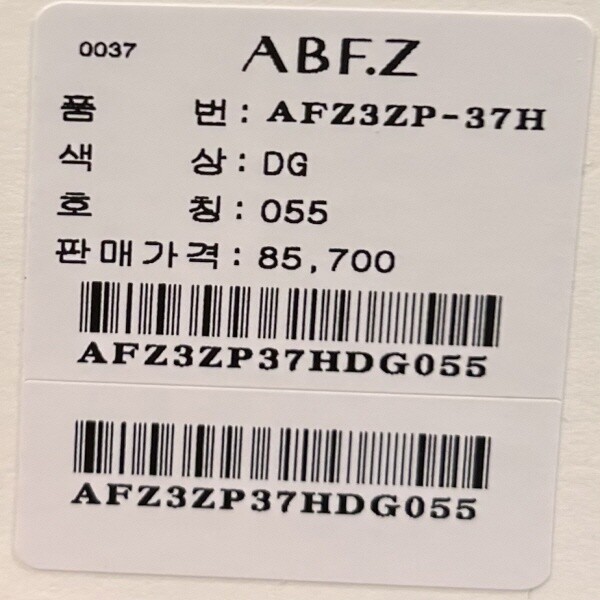 0037 ABF.Z
품 번 : AFZ3ZP-37H
색 상 : DG
호 칭 : 055
판매가격 : 85,700
AFZ3ZP37HDG055
AFZ3ZP37HDG055